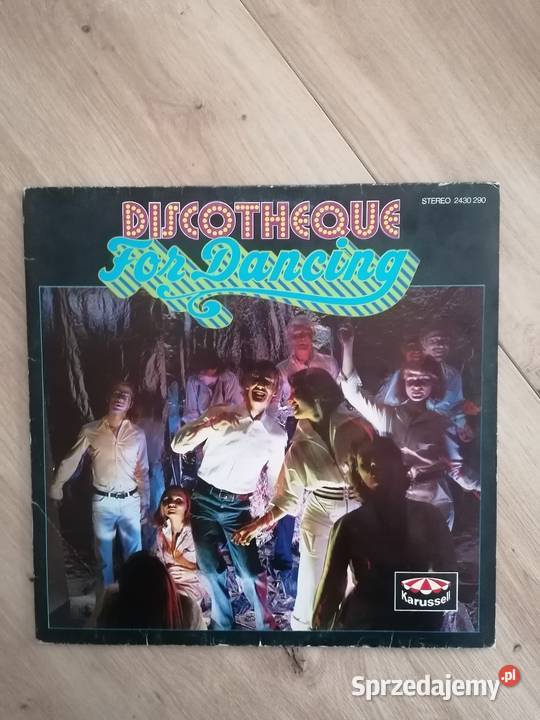 DISCOTHEQUE
STEREO 2430 290
For Dancing
Karussell
Sprzedajemy.pl